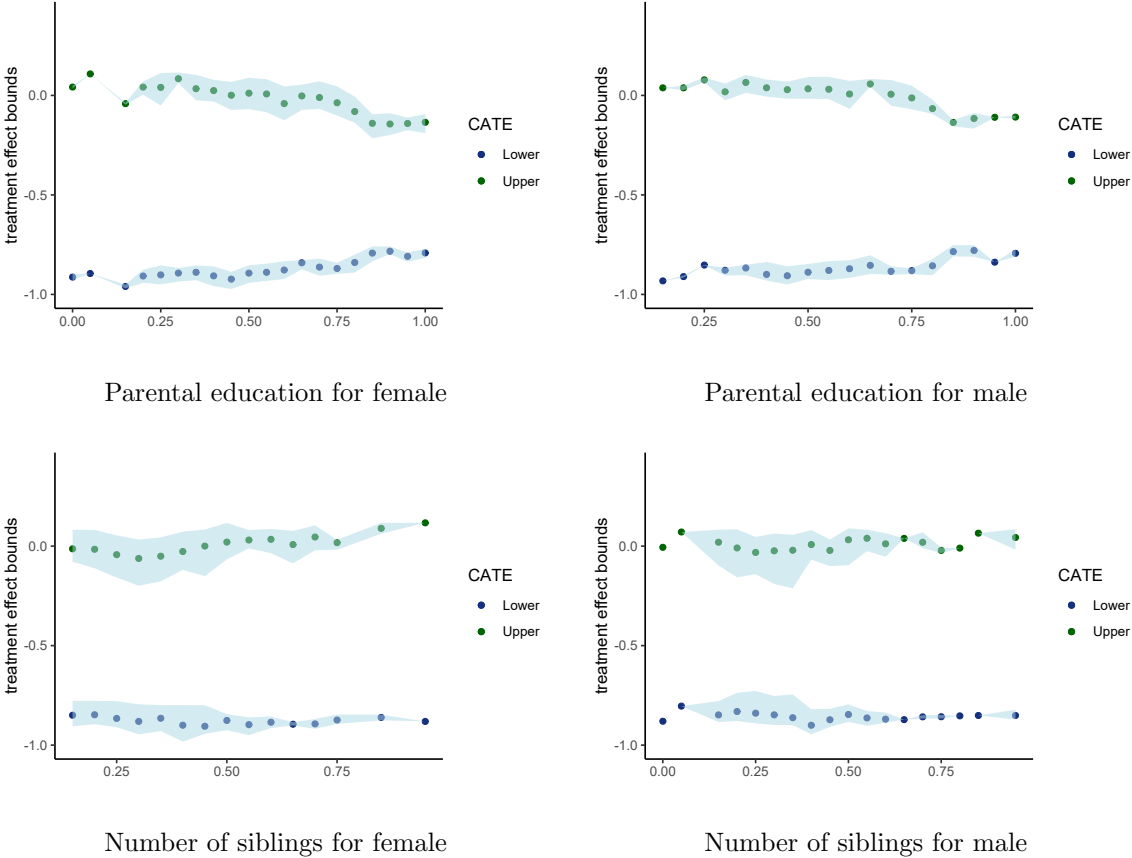 treatment effect bounds
0.0
-0.5
-1.0
0.00 0.25 0.50 0.75 1.00
CATE
Lower
Upper
Parental education for female
treatment effect bounds
0.0
-0.5
-1.0
0.25 0.50 0.75 1.00
CATE
Lower
Upper
Parental education for male
treatment effect bounds
0.0
-0.5
-1.0
0.25 0.50 0.75
CATE
Lower
Upper
Number of siblings for female
treatment effect bounds
0.0
-0.5
-1.0
0.00 0.25 0.50 0.75
CATE
Lower
Upper
Number of siblings for male